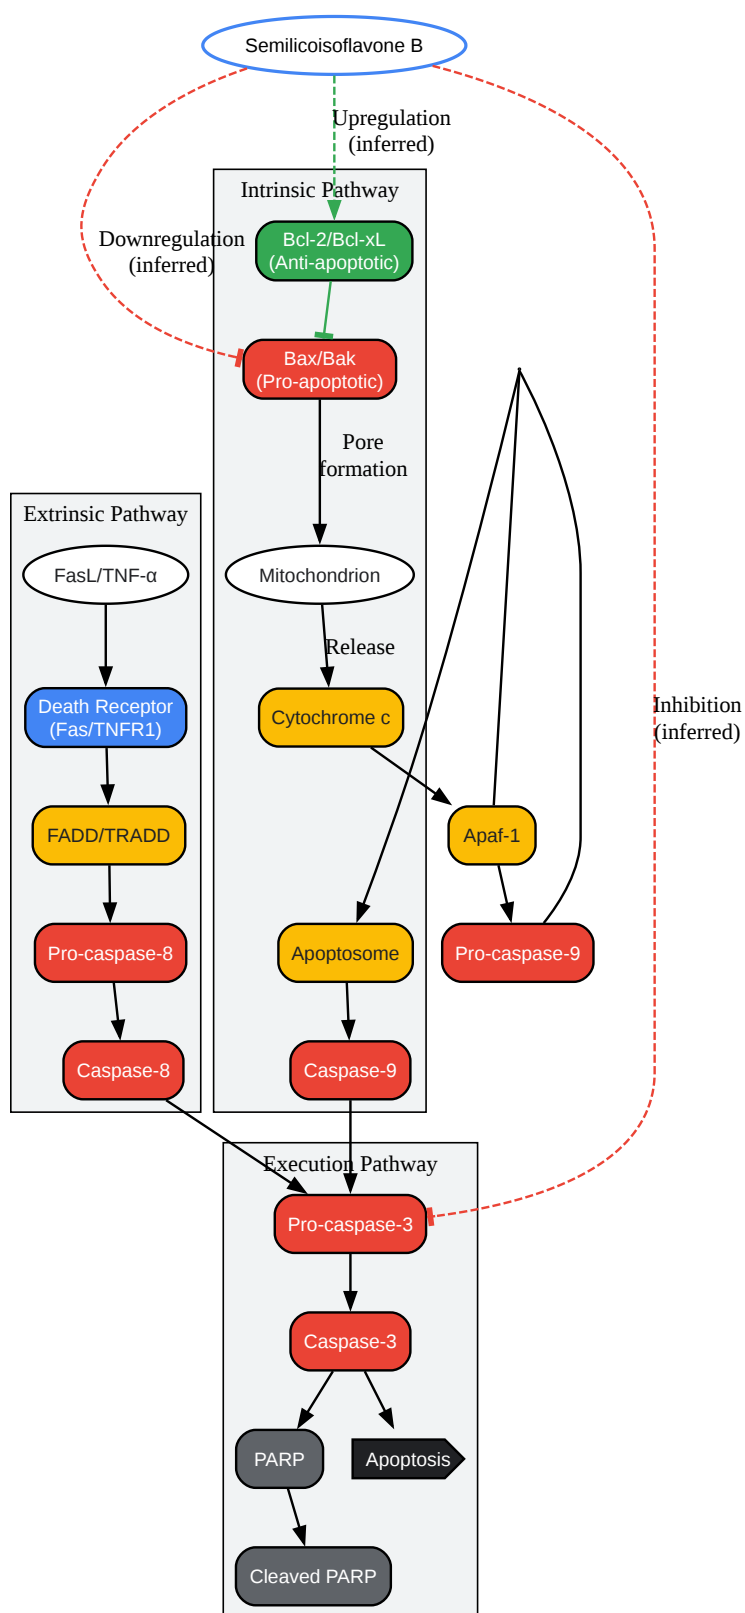 Semilicoisoflavone B
Upregulation
(inferred)
Intrinsic Pathway
Downregulation
(inferred)
Bcl-2/Bcl-xL
(Anti-apoptotic)
Bax/Bak
(Pro-apoptotic)
Pore
formation
Extrinsic Pathway
FasL/TNF-α
Mitochondrion
Release
Death Receptor
(Fas/TNFR1)
Cytochrome c
Inhibition
(inferred)
FADD/TRADD
Apaf-1
Pro-caspase-8
Apoptosome
Pro-caspase-9
Caspase-8
Caspase-9
Execution Pathway
Pro-caspase-3
Caspase-3
PARP
Apoptosis
Cleaved PARP